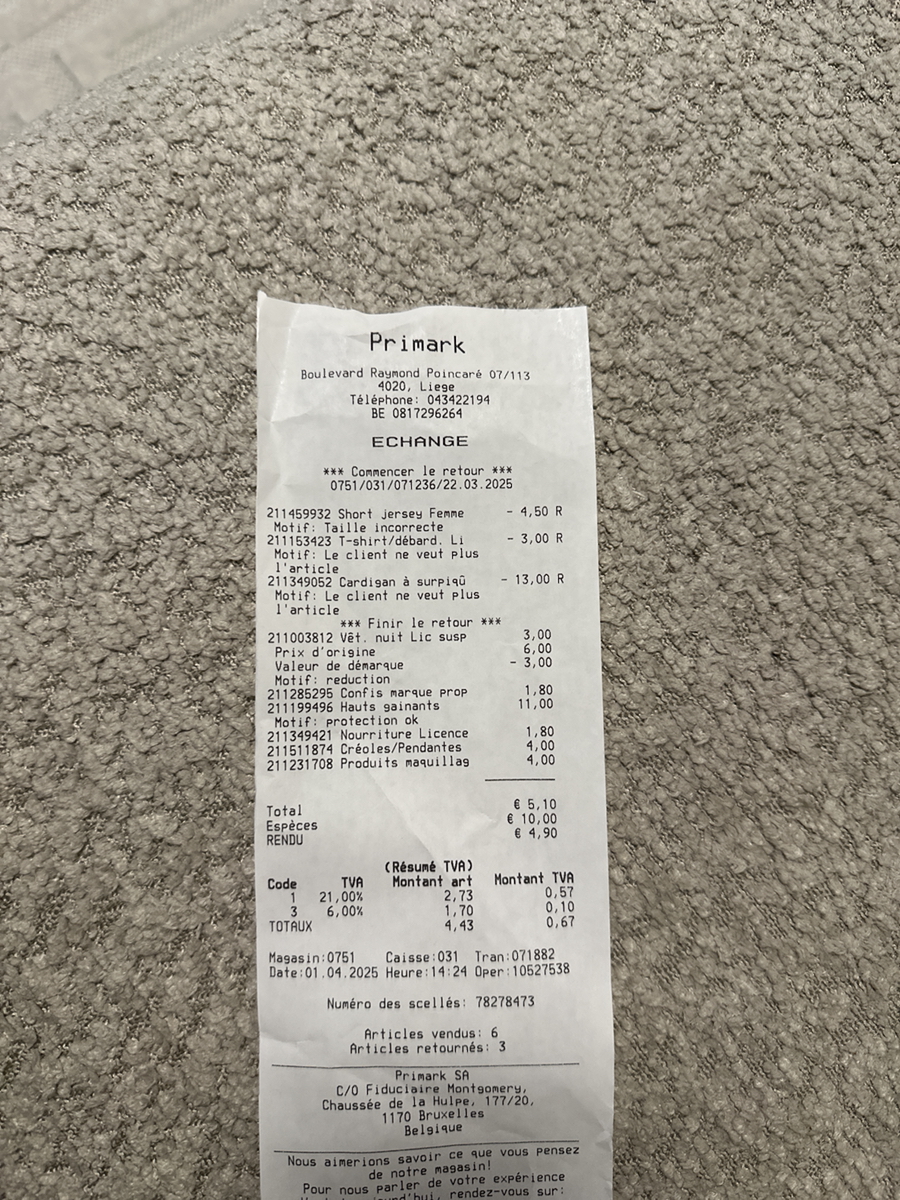 Primark
Boulevard Raymond Poincaré 07/113
4020, Liege
Téléphone: 043422194
BE 0817296264
ECHANGE
*** Commencer le retour ***
0751/031/071236/22.03.2025
211459932 Short jersey Femme - 4,50 R
Motif: Taille incorrecte
211153423 T-shirt/débard. Li - 3,00 R
Motif: Le client ne veut plus
l'article
211349052 Cardigan à surpiqû - 13,00 R
Motif: Le client ne veut plus
l'article
*** Finir le retour ***
211003812 Vêt. nuit Lic susp 3,00
Prix d'origine 6,00
Valeur de démarque - 3,00
Motif: reduction
211285295 Confis marque prop 1,80
211199496 Hauts gainants 11,00
Motif: protection ok
211349421 Nourriture Licence 1,80
211511874 Créoles/Pendantes 4,00
211231708 Produits maquillag 4,00
Total € 5,10
Espèces € 10,00
RENDU € 4,90
(Résumé TVA)
Code TVA Montant art Montant TVA
1 21,00% 2,73 0,57
3 6,00% 1,70 0,10
TOTAUX 4,43 0,67
Magasin:0751 Caisse:031 Tran:071882
Date:01.04.2025 Heure:14:24 Oper:10527538
Numéro des scellés: 78278473
Articles vendus: 6
Articles retournés: 3
Primark SA
C/O Fiduciaire Montgomery,
Chaussée de la Hulpe, 177/20,
1170 Bruxelles
Belgique
Nous aimerions savoir ce que vous pensez
de notre magasin!
Pour nous parler de votre expérience
aujourd'hui, rendez-vous sur: